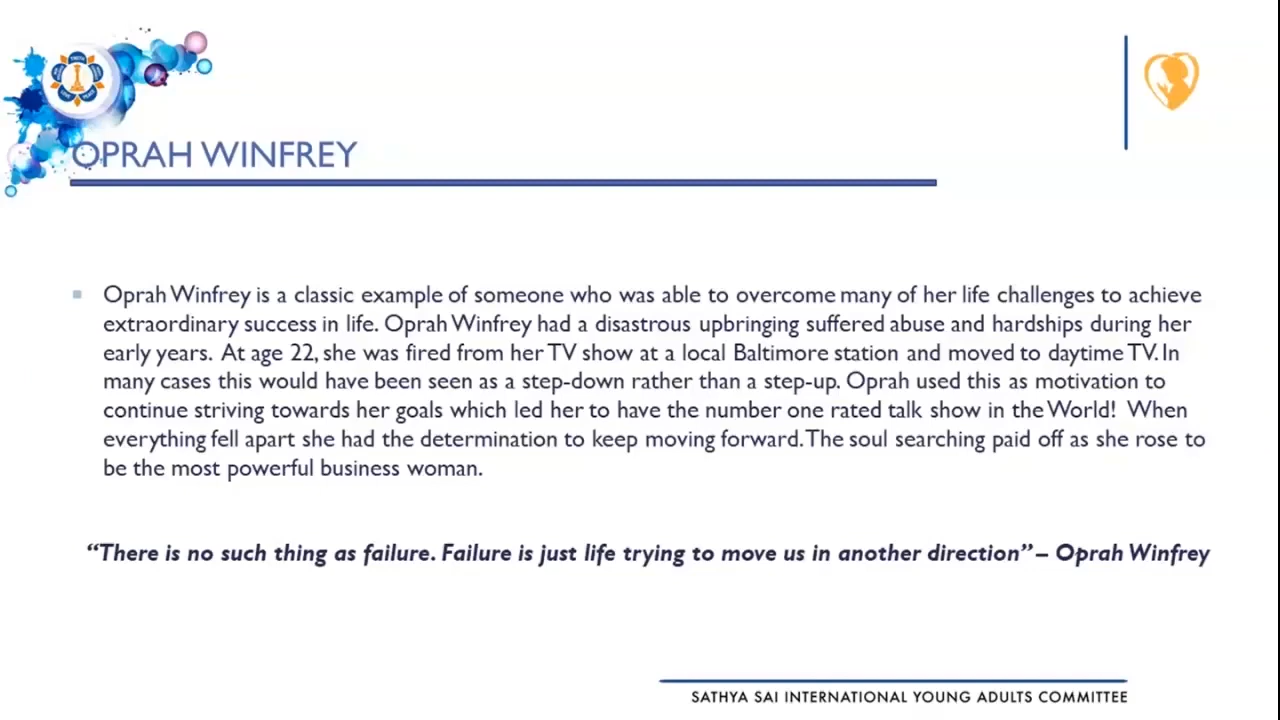 OPRAH WINFREY
Oprah Winfrey is a classic example of someone who was able to overcome many of her life challenges to achieve
extraordinary success in life. Oprah Winfrey had a disastrous upbringing suffered abuse and hardships during her
early years. At age 22, she was fired from her TV show at a local Baltimore station and moved to daytime TV. In
many cases this would have been seen as a step-down rather than a step-up. Oprah used this as motivation to
continue striving towards her goals which led her to have the number one rated talk show in the World! When
everything fell apart she had the determination to keep moving forward. The soul searching paid off as she rose to
be the most powerful business woman.
“There is no such thing as failure. Failure is just life trying to move us in another direction” – Oprah Winfrey
SATHYA SAI INTERNATIONAL YOUNG ADULTS COMMITTEE